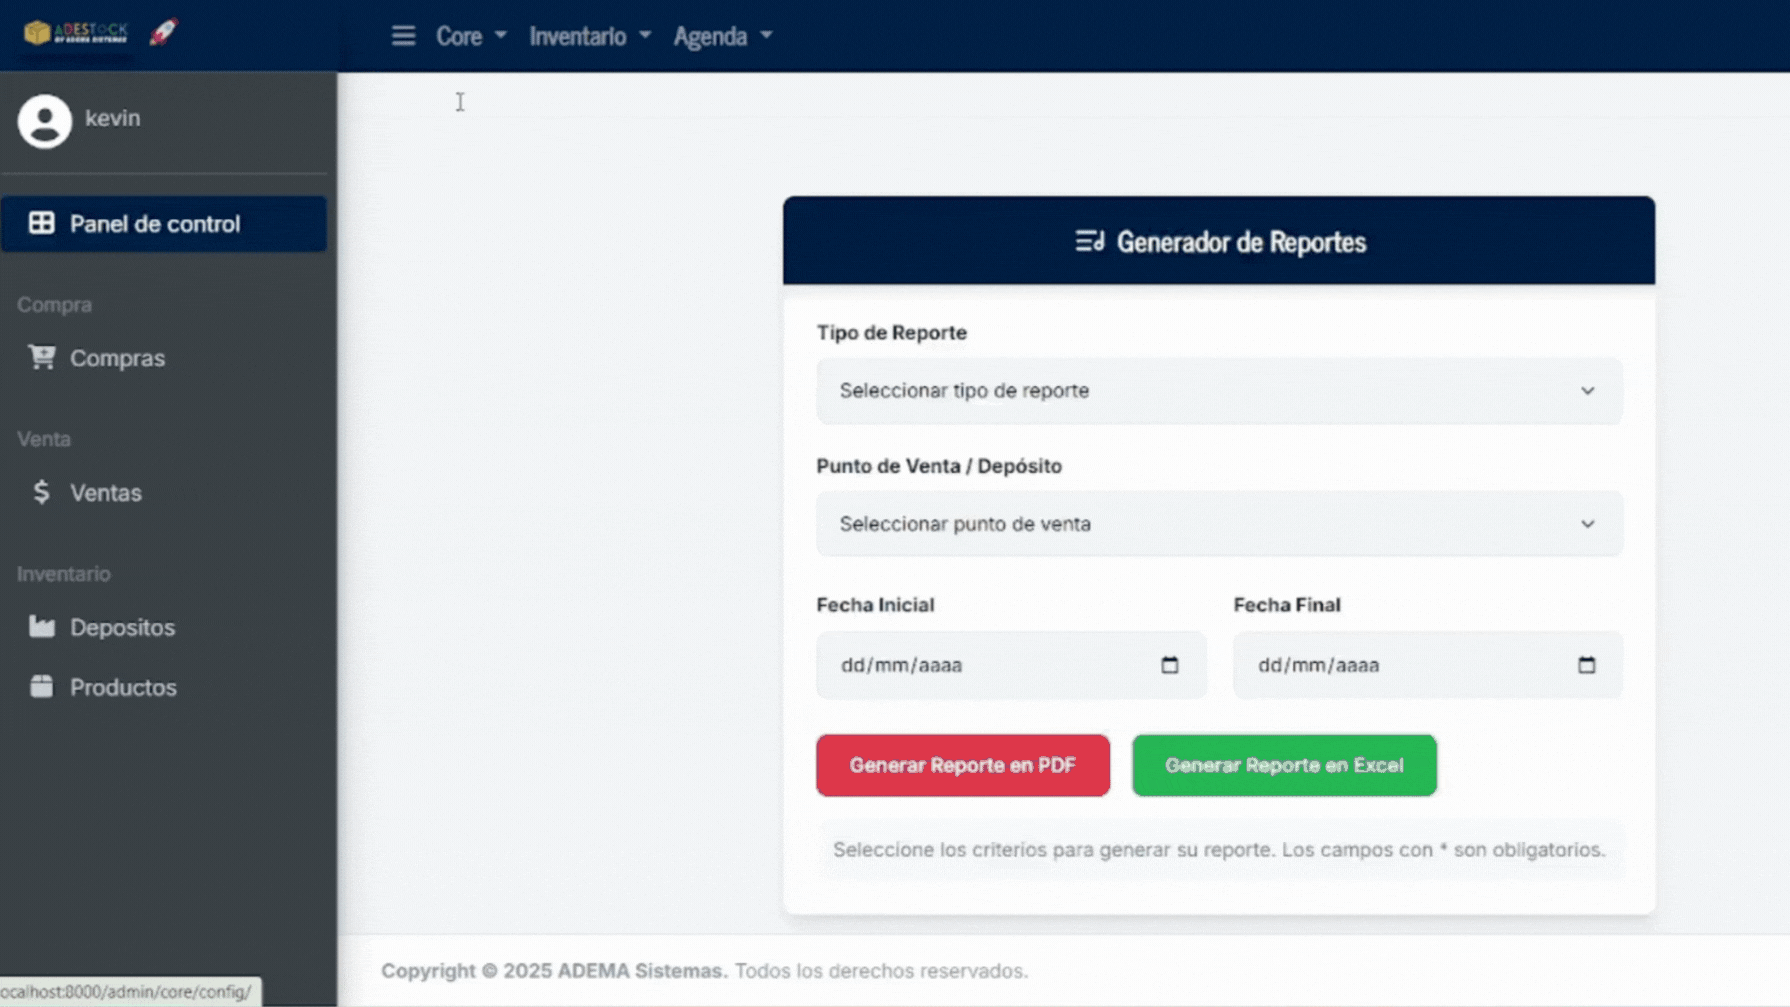 ADESTOCK
BY ADEMA SISTEMAS
Core
Inventario
Agenda
kevin
Panel de control
Compra
Compras
Venta
Ventas
Inventario
Depositos
Productos
Generador de Reportes
Tipo de Reporte
Seleccionar tipo de reporte
Punto de Venta / Depósito
Seleccionar punto de venta
Fecha Inicial
Fecha Final
dd/mm/aaaa
dd/mm/aaaa
Generar Reporte en PDF
Generar Reporte en Excel
Seleccione los criterios para generar su reporte. Los campos con * son obligatorios.
Copyright © 2025 ADEMA Sistemas. Todos los derechos reservados.
ocalhost:8000/admin/core/config/